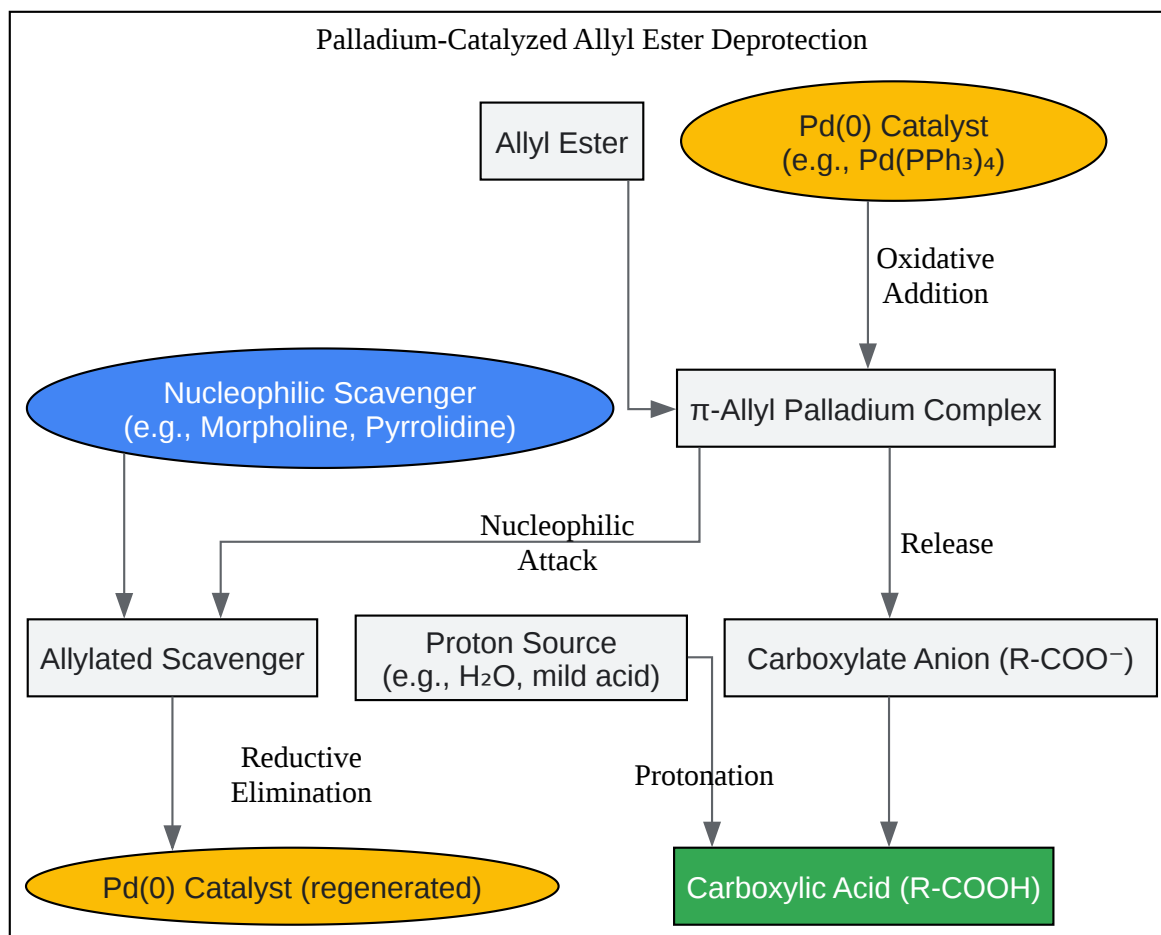 Palladium-Catalyzed Allyl Ester Deprotection
Allyl Ester
Pd(0) Catalyst
(e.g., Pd(PPh₃)₄)
Oxidative
Addition
Nucleophilic Scavenger
(e.g., Morpholine, Pyrrolidine)
π-Allyl Palladium Complex
Nucleophilic
Attack
Release
Allylated Scavenger
Proton Source
(e.g., H₂O, mild acid)
Carboxylate Anion (R-COO⁻)
Reductive
Elimination
Protonation
Pd(0) Catalyst (regenerated)
Carboxylic Acid (R-COOH)